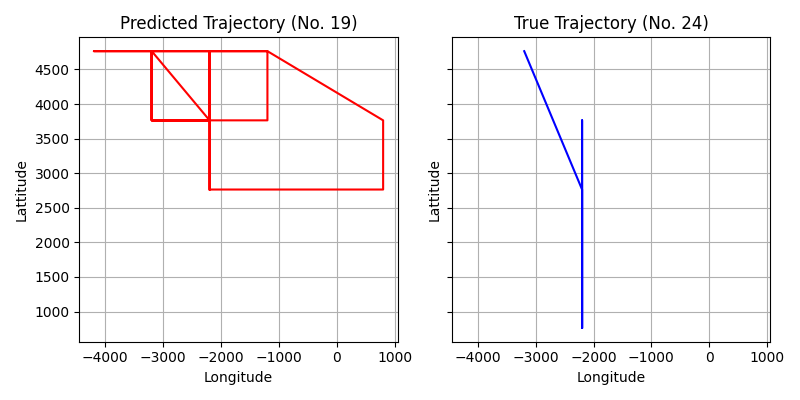 Predicted Trajectory (No. 19)
True Trajectory (No. 24)
Lattitude
4500
4000
3500
3000
2500
2000
1500
1000
−4000 −3000 −2000 −1000 0 1000
Longitude
Lattitude
−4000 −3000 −2000 −1000 0 1000
Longitude